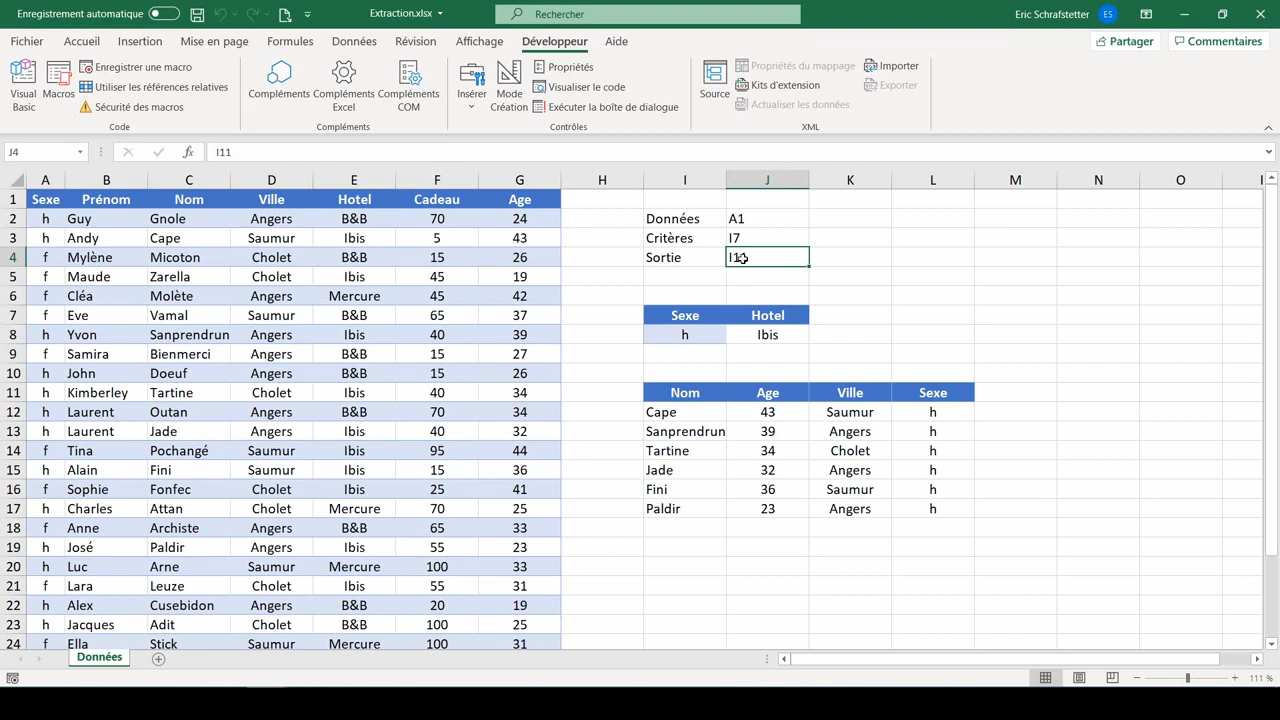 Enregistrement automatique Extraction.xlsx Rechercher Eric Schrafstetter ES
Fichier Accueil Insertion Mise en page Formules Données Révision Affichage Développeur Aide Partager Commentaires
Visual Basic
Macros
Enregistrer une macro
Utiliser les références relatives
Sécurité des macros
Code
Compléments
Compléments Excel
Compléments COM
Compléments
Insérer
Mode Création
Propriétés
Visualiser le code
Exécuter la boîte de dialogue
Contrôles
Source
Propriétés du mappage
Kits d'extension
Actualiser les données
Importer
Exporter
XML
J4 fx I11
A B C D E F G H I J K L M N O
1 Sexe Prénom Nom Ville Hotel Cadeau Age
2 h Guy Gnole Angers B&B 70 24 Données A1
3 h Andy Cape Saumur Ibis 5 43 Critères I7
4 f Mylène Micoton Cholet B&B 15 26 Sortie I11
5 f Maude Zarella Cholet Ibis 45 19
6 f Cléa Molète Angers Mercure 45 42
7 f Eve Vamal Saumur B&B 65 37 Sexe Hotel
8 h Yvon Sanprendrun Angers Ibis 40 39 h Ibis
9 f Samira Bienmerci Angers B&B 15 27
10 h John Doeuf Angers B&B 15 26
11 h Kimberley Tartine Cholet Ibis 40 34 Nom Age Ville Sexe
12 h Laurent Outan Angers B&B 70 34 Cape 43 Saumur h
13 h Laurent Jade Angers Ibis 40 32 Sanprendrun 39 Angers h
14 f Tina Pochangé Saumur Ibis 95 44 Tartine 34 Cholet h
15 h Alain Fini Saumur Ibis 15 36 Jade 32 Angers h
16 f Sophie Fonfec Cholet Ibis 25 41 Fini 36 Saumur h
17 h Charles Attan Cholet Mercure 70 25 Paldir 23 Angers h
18 f Anne Archiste Angers B&B 65 33
19 h José Paldir Angers Ibis 55 23
20 h Luc Arne Saumur Mercure 100 33
21 f Lara Leuze Cholet Ibis 55 31
22 h Alex Cusebidon Angers B&B 20 19
23 h Jacques Adit Cholet B&B 100 25
24 f Ella Stick Saumur Mercure 100 31
Données
111 %